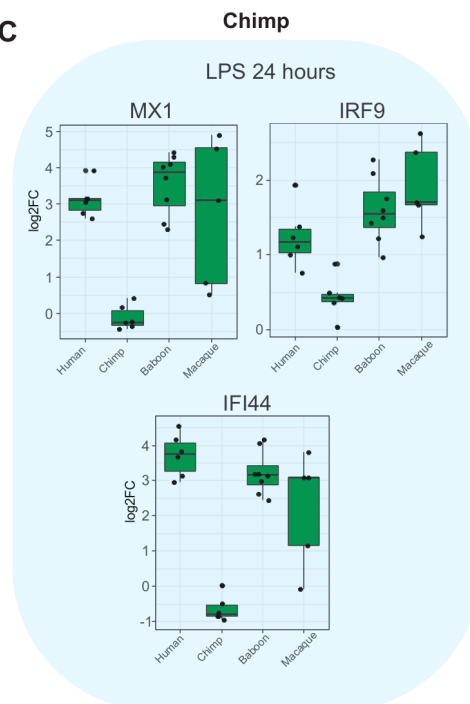 C
Chimp
LPS 24 hours
MX1
IRF9
log2FC
5
4
3
2
1
0
2
1
0
Human
Chimp
Baboon
Macaque
Human
Chimp
Baboon
Macaque
IFI44
log2FC
4
3
2
1
0
-1
Human
Chimp
Baboon
Macaque